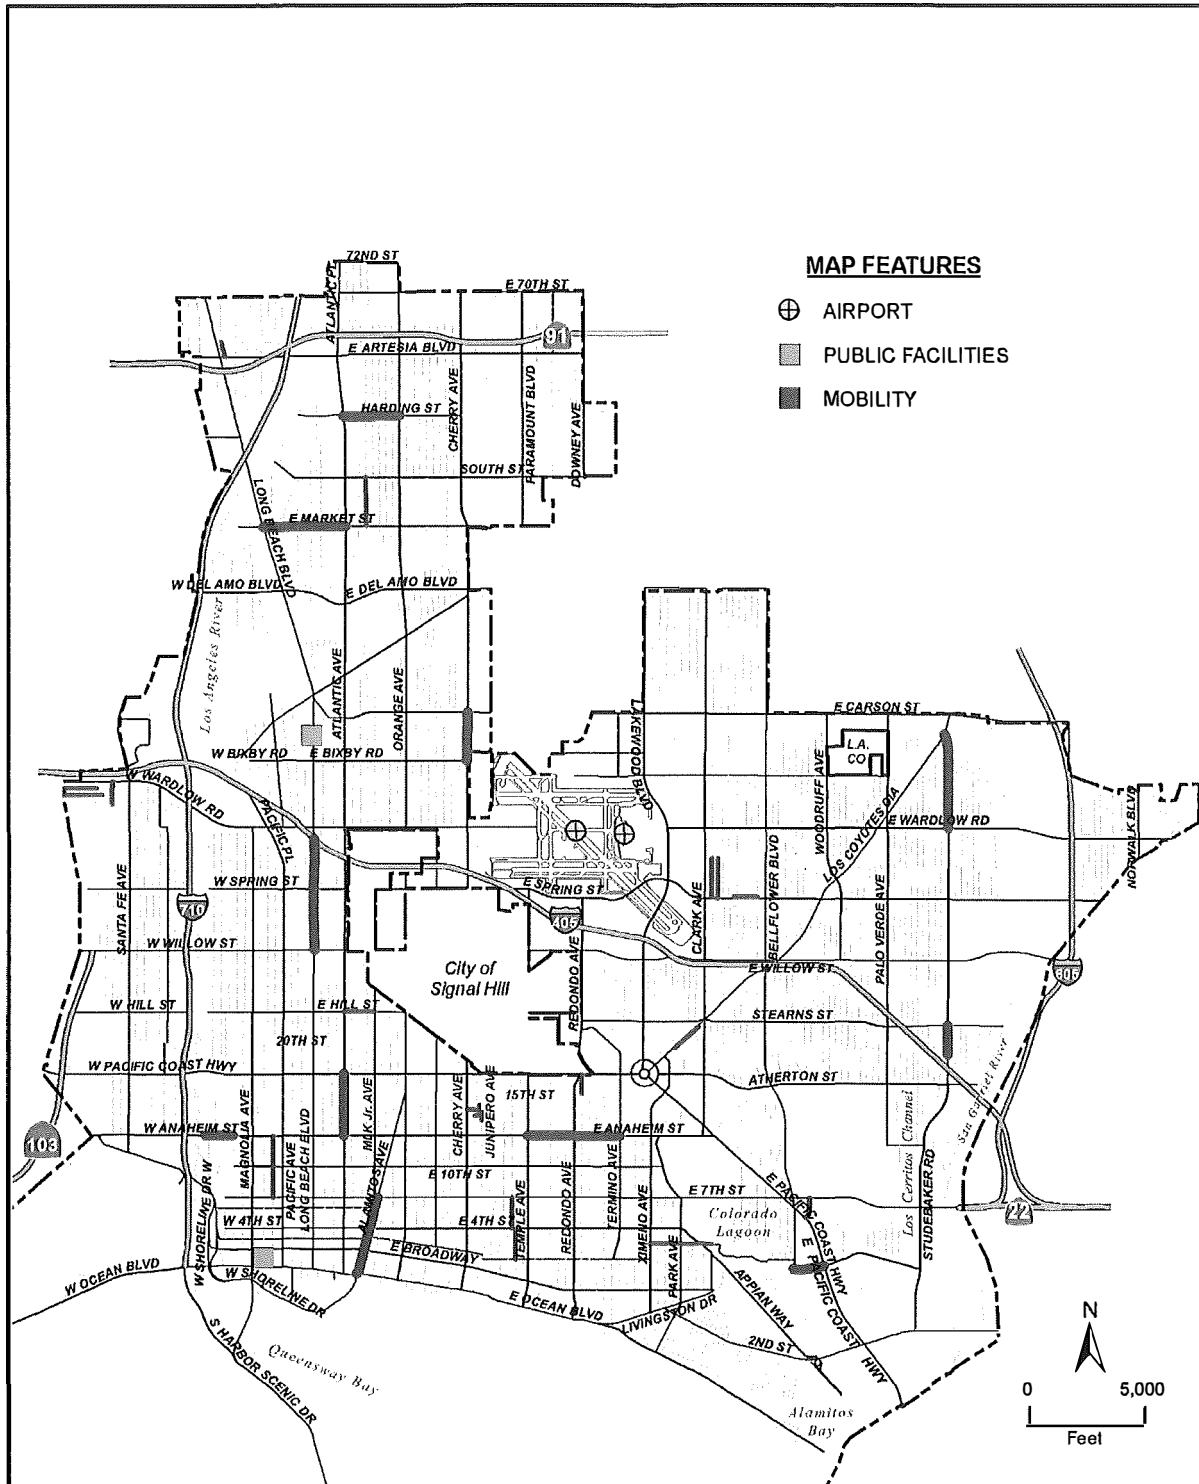 72ND ST
MAP FEATURES
ATLANTIC PL
E 70TH ST
AIRPORT
91
E ARTESIA BLVD
PUBLIC FACILITIES
CHERRY AVE
PARAMOUNT BLVD
MOBILITY
HARDING ST
DOWNEY AVE
SOUTH ST
LONG BEACH BLVD
E MARKET ST
W DEL AMO BLVD
E DEL AMO BLVD
Los Angeles River
ATLANTIC AVE
ORANGE AVE
LAKEWOOD BLVD
E CARSON ST
W BIXBY RD
E BIXBY RD
L.A.
CO
WOODRUFF AVE
W WARDLOW RD
PACIFIC PL
LOS COYOTES DIA
E WARDLOW RD
NORWALK BLVD
BELLFLOWER BLVD
W SPRING ST
E SPRING ST
SANTA FE AVE
710
405
CLARK AVE
PALO VERDE AVE
W WILLOW ST
REDONDO AVE
E WILLOW ST
605
City of
Signal Hill
W HILL ST
E HILL ST
STEARNS ST
20TH ST
W PACIFIC COAST HWY
ATHERTON ST
San Gabriel River
15TH ST
MAGNOLIA AVE
MLK Jr. AVE
CHERRY AVE
JUNIPERO AVE
103
W ANAHEIM ST
E ANAHEIM ST
Los Cerritos Channel
PACIFIC AVE
LONG BEACH BLVD
ALAMITOS AVE
E 10TH ST
STUDEBAKER RD
W SHORELINE DR W
TEMPLE AVE
REDONDO AVE
TERMINO AVE
XIMENO AVE
E 7TH ST
E PACIFIC COAST HWY
22
W 4TH ST
E 4TH ST
Colorado
Lagoon
E BROADWAY
PARK AVE
E PACIFIC COAST HWY
W OCEAN BLVD
W SHORELINE DR
E OCEAN BLVD
LIVINGSTON DR
APPIAN WAY
2ND ST
S HARBOR SCENIC DR
Queensway Bay
Alamitos
Bay
N
0 5,000
Feet